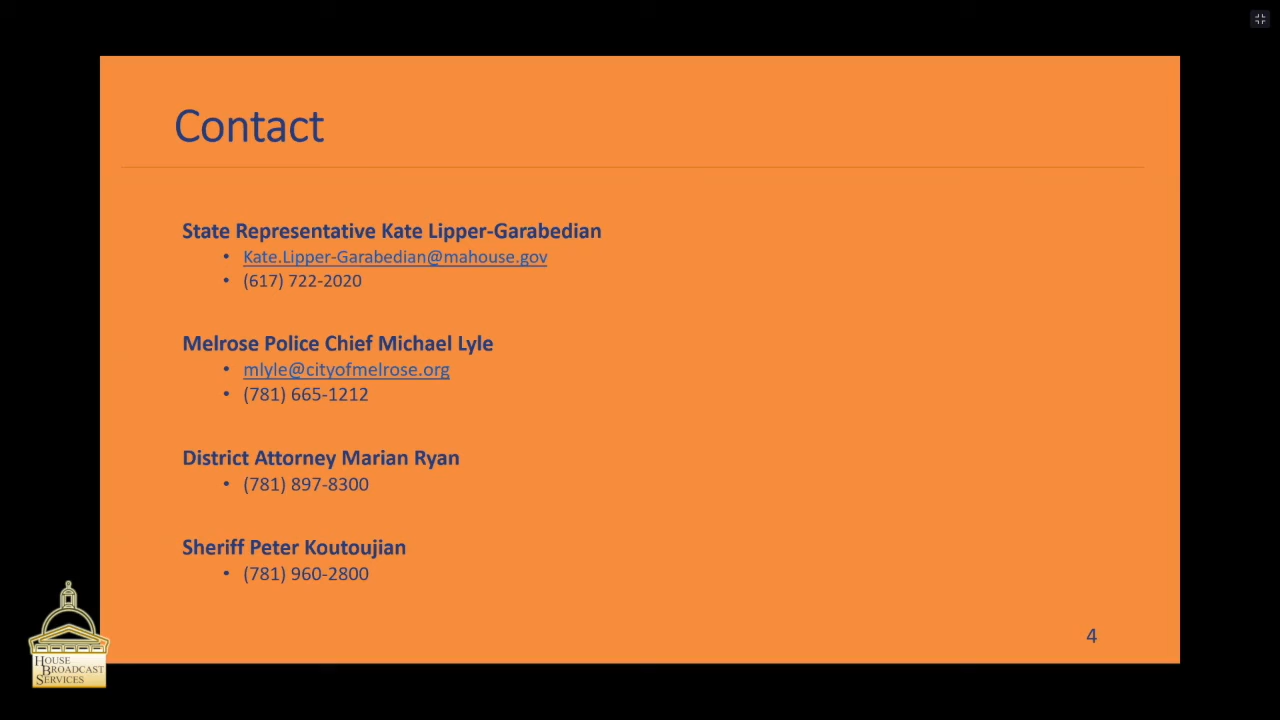 Contact
State Representative Kate Lipper-Garabedian
• Kate.Lipper-Garabedian@mahouse.gov
• (617) 722-2020
Melrose Police Chief Michael Lyle
• mlyle@cityofmelrose.org
• (781) 665-1212
District Attorney Marian Ryan
• (781) 897-8300
Sheriff Peter Koutoujian
• (781) 960-2800
4
HOUSE
BROADCAST
SERVICES